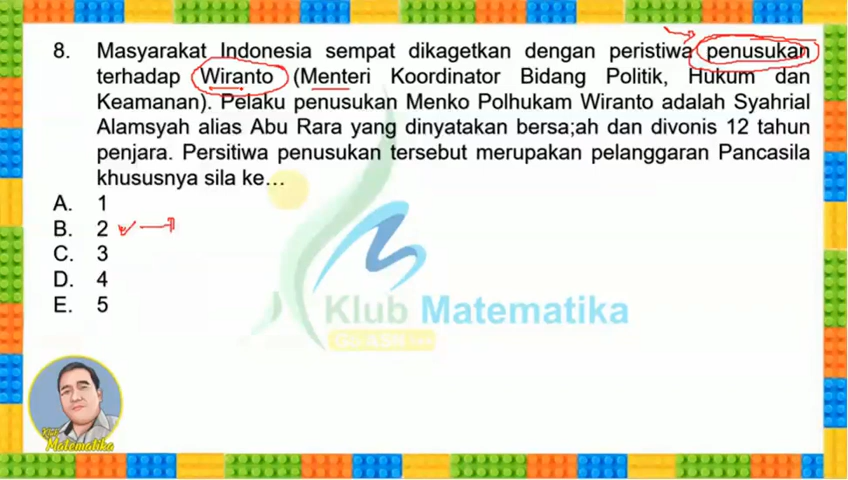 8. Masyarakat Indonesia sempat dikagetkan dengan peristiwa penusukan
terhadap Wiranto (Menteri Koordinator Bidang Politik, Hukum dan
Keamanan). Pelaku penusukan Menko Polhukam Wiranto adalah Syahrial
Alamsyah alias Abu Rara yang dinyatakan bersa;ah dan divonis 12 tahun
penjara. Persitiwa penusukan tersebut merupakan pelanggaran Pancasila
khususnya sila ke...
A. 1
B. 2
C. 3
D. 4
E. 5
Klub Matematika
Klub
Matematika